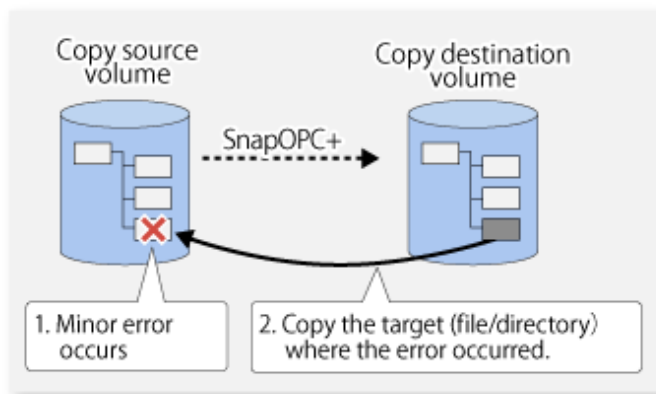 Copy source
volume
Copy destination
volume
SnapOPC+
1. Minor error
occurs
2. Copy the target (file/directory)
where the error occurred.